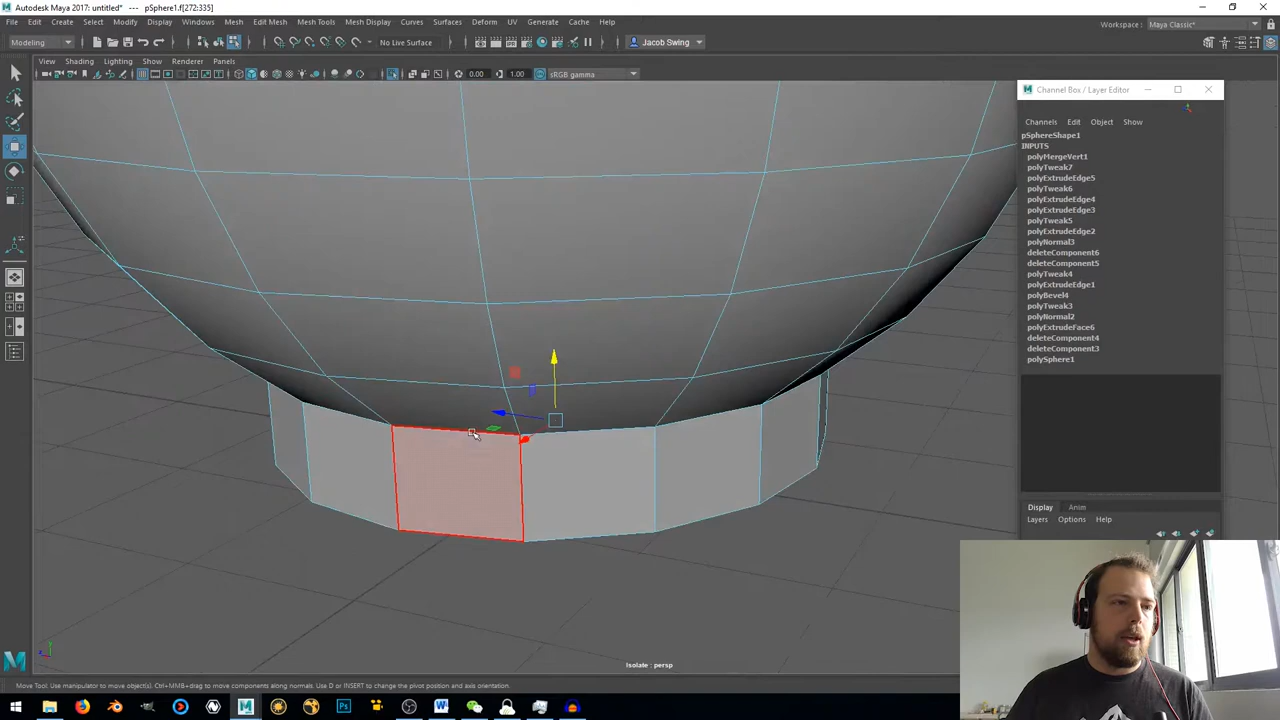 Autodesk Maya 2017: untitled* --- pSphere1.f[272:335]
File Edit Create Select Modify Display Windows Mesh Edit Mesh Mesh Tools Mesh Display Curves Surfaces Deform UV Generate Cache Help
Workspace : Maya Classic*
Modeling No Live Surface Jacob Swing
View Shading Lighting Show Renderer Panels
0.00 1.00 sRGB gamma
Channel Box / Layer Editor
Channels Edit Object Show
pSphereShape1
INPUTS
polyMergeVert1
polyTweak7
polyExtrudeEdge5
polyTweak6
polyExtrudeEdge4
polyExtrudeEdge3
polyTweak5
polyExtrudeEdge2
polyNormal3
deleteComponent6
deleteComponent5
polyTweak4
polyExtrudeEdge1
polyBevel4
polyTweak3
polyNormal2
polyExtrudeFace6
deleteComponent4
deleteComponent3
polySphere1
Display Anim
Layers Options Help
Isolate : persp
Move Tool: Use manipulator to move object(s). Ctrl+MMB+drag to move components along normals. Use D or INSERT to change the pivot position and axis orientation.